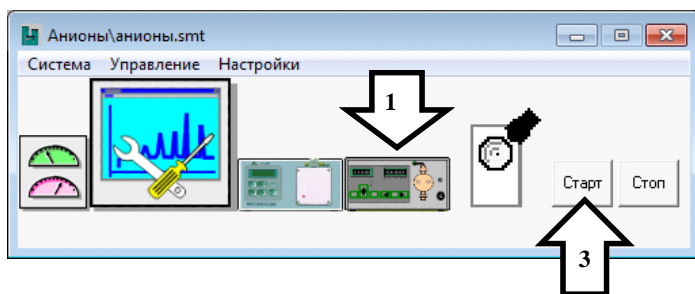 Анионы\анионы.smt
Система Управление Настройки
1
Старт Стоп
3